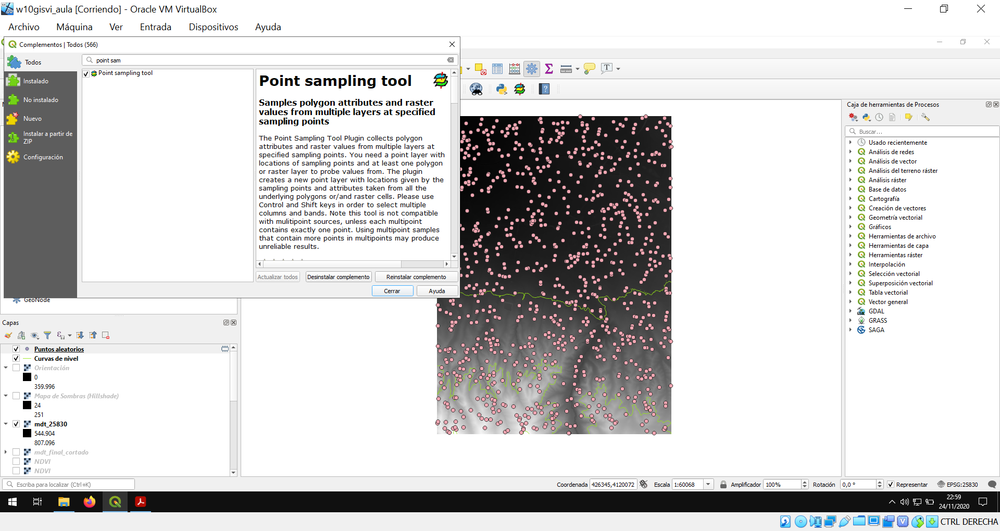 w10gisvi_aula [Corriendo] - Oracle VM VirtualBox
Archivo Máquina Ver Entrada Dispositivos Ayuda
Complementos | Todos (566)
Todos
Instalado
No instalado
Nuevo
Instalar a partir de
ZIP
Configuración
point sam
Point sampling tool
Point sampling tool
Samples polygon attributes and raster
values from multiple layers at specified
sampling points
The Point Sampling Tool Plugin collects polygon
attributes and raster values from multiple layers at
specified sampling points. You need a point layer with
locations of sampling points and at least one polygon
or raster layer to probe values from. The plugin
creates a new point layer with locations given by the
sampling points and attributes taken from all the
underlying polygons or/and raster cells. Please use
Control and Shift keys in order to select multiple
columns and bands. Note this tool is not compatible
with mulitipoint sources, unless each multipoint
contains exactly one point. Using multipoint samples
that contain more points in multipoints may produce
unreliable results.
Actualizar todos Desinstalar complemento Reinstalar complemento
Cerrar Ayuda
GeoNode
Capas
Puntos aleatorios
Curvas de nivel
Orientación
0
359.996
Mapa de Sombras (Hillshade)
24
251
mdt_25830
544.904
807.096
mdt_final_cortado
NDVI
NDVI
Caja de herramientas de Procesos
Buscar...
Usado recientemente
Análisis de redes
Análisis de vector
Análisis del terreno ráster
Análisis ráster
Base de datos
Cartografía
Creación de vectores
Geometría vectorial
Gráficos
Herramientas de archivo
Herramientas de capa
Herramientas ráster
Interpolación
Selección vectorial
Superposición vectorial
Tabla vectorial
Vector general
GDAL
GRASS
SAGA
Escriba para localizar (Ctrl+K)
Coordenada 426345,4120072 Escala 1:60068 Amplificador 100% Rotación 0,0 ° Representar EPSG:25830
22:59
24/11/2020
CTRL DERECHA